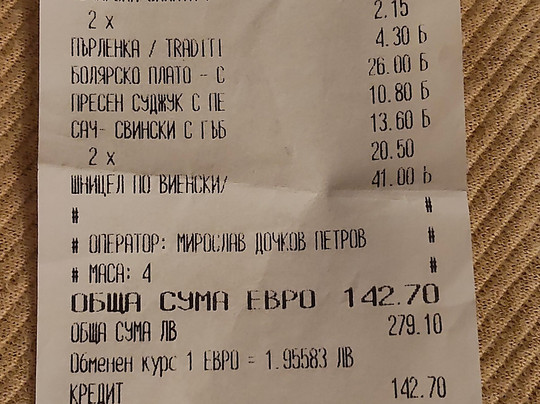 2 x 2.15
ПЪРЛЕНКА / TRADITI 4.30 Б
БОЛЯРСКО ПЛАТО - С 26.00 Б
ПРЕСЕН СУДЖУК С ПЕ 10.80 Б
САЧ- СВИНСКИ С ГЪБ 13.60 Б
2 x 20.50
ШНИЦЕЛ ПО ВИЕНСКИ/ 41.00 Б
# #
# ОПЕРАТОР: МИРОСЛАВ ДОЧКОВ ПЕТРОВ #
# МАСА: 4 #
ОБЩА СУМА ЕВРО 142.70
ОБЩА СУМА ЛВ 279.10
Обменен курс 1 ЕВРО = 1.95583 ЛВ
КРЕДИТ 142.70